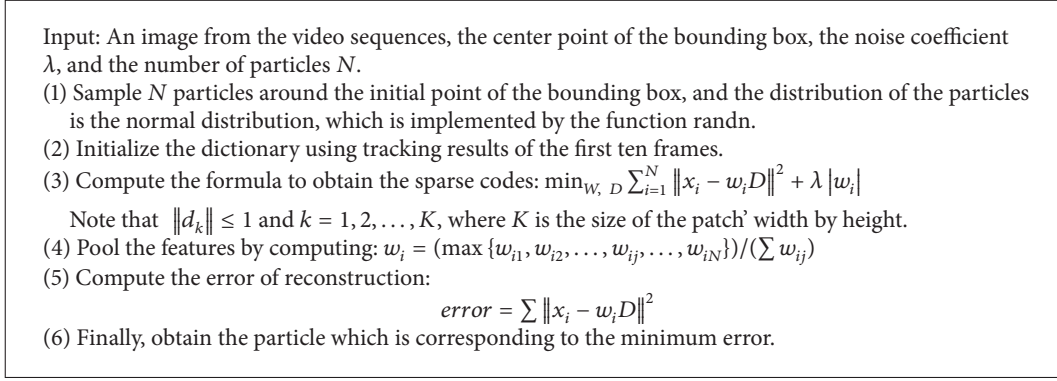 Input: An image from the video sequences, the center point of the bounding box, the noise coefficient
λ, and the number of particles N.
(1) Sample N particles around the initial point of the bounding box, and the distribution of the particles
is the normal distribution, which is implemented by the function randn.
(2) Initialize the dictionary using tracking results of the first ten frames.
(3) Compute the formula to obtain the sparse codes: min_{W, D} ∑_{i=1}^{N} ‖x_i − w_i D‖^2 + λ |w_i|
Note that ‖d_k‖ ≤ 1 and k = 1, 2, . . . , K, where K is the size of the patch' width by height.
(4) Pool the features by computing: w_i = (max {w_{i1}, w_{i2}, . . . , w_{ij}, . . . , w_{iN}})/(∑ w_{ij})
(5) Compute the error of reconstruction:
error = ∑ ‖x_i − w_i D‖^2
(6) Finally, obtain the particle which is corresponding to the minimum error.